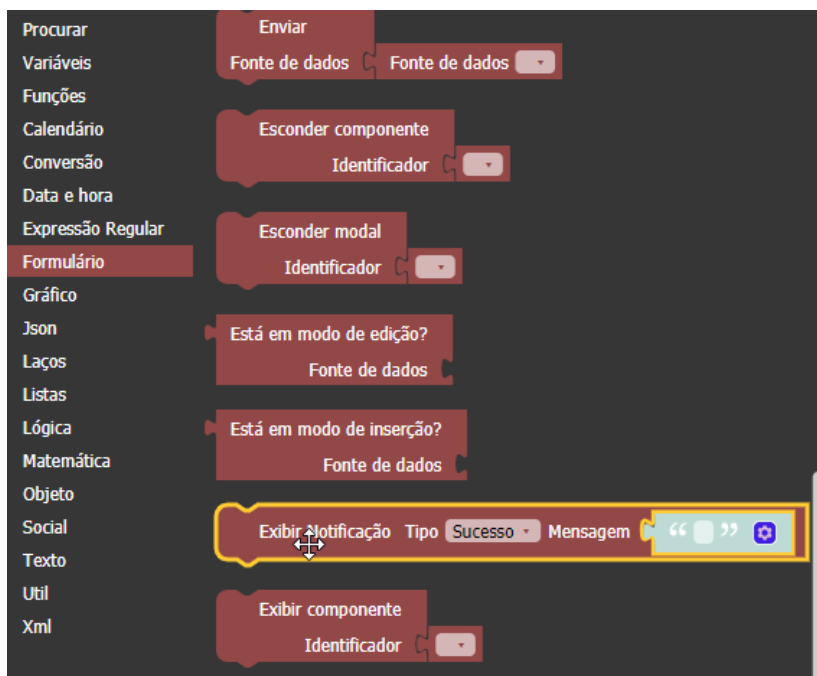 Procurar
Variáveis
Funções
Calendário
Conversão
Data e hora
Expressão Regular
Formulário
Gráfico
Json
Laços
Listas
Lógica
Matemática
Objeto
Social
Texto
Util
Xml
Enviar
Fonte de dados Fonte de dados
Esconder componente
Identificador
Esconder modal
Identificador
Está em modo de edição?
Fonte de dados
Está em modo de inserção?
Fonte de dados
Exibir Notificação Tipo Sucesso Mensagem “ ”
Exibir componente
Identificador